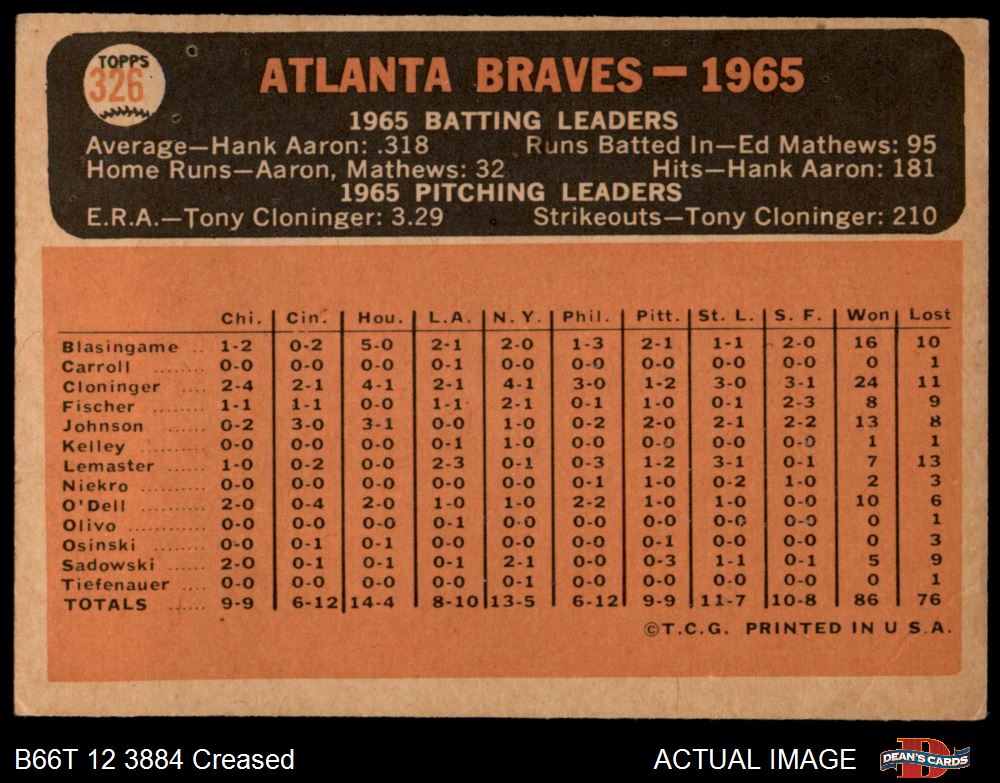 TOPPS
326
ATLANTA BRAVES — 1965
1965 BATTING LEADERS
Average—Hank Aaron: .318 Runs Batted In—Ed Mathews: 95
Home Runs—Aaron, Mathews: 32 Hits—Hank Aaron: 181
1965 PITCHING LEADERS
E.R.A.—Tony Cloninger: 3.29 Strikeouts—Tony Cloninger: 210
Chi. Cin. Hou. L.A. N. Y. Phil. Pitt. St. L. S. F. Won Lost
Blasingame .. 1-2 0-2 5-0 2-1 2-0 1-3 2-1 1-1 2-0 16 10
Carroll ....... 0-0 0-0 0-0 0-1 0-0 0-0 0-0 0-0 0-0 0 1
Cloninger .... 2-4 2-1 4-1 2-1 4-1 3-0 1-2 3-0 3-1 24 11
Fischer ...... 1-1 1-1 0-0 1-1 2-1 0-1 1-0 0-1 2-3 8 9
Johnson ...... 0-2 3-0 3-1 0-0 1-0 0-2 2-0 2-1 2-2 13 8
Kelley ....... 0-0 0-0 0-0 0-1 1-0 0-0 0-0 0-0 0-0 1 1
Lemaster ..... 1-0 0-2 0-0 2-3 0-1 0-3 1-2 3-1 0-1 7 13
Niekro ........ 0-0 0-0 0-0 0-0 0-0 0-1 1-0 0-2 1-0 2 3
O'Dell ....... 2-0 0-4 2-0 1-0 1-0 2-2 1-0 1-0 0-0 10 6
Olivo ........ 0-0 0-0 0-0 0-1 0-0 0-0 0-0 0-0 0-0 0 1
Osinski ....... 0-0 0-1 0-1 0-0 0-0 0-0 0-1 0-0 0-0 0 3
Sadowski ..... 2-0 0-1 0-1 0-1 2-1 0-0 0-3 1-1 0-1 5 9
Tiefenauer .... 0-0 0-0 0-0 0-0 0-1 0-0 0-0 0-0 0-0 0 1
TOTALS ..... 9-9 6-12 14-4 8-10 13-5 6-12 9-9 11-7 10-8 86 76
©T.C.G. PRINTED IN U S.A.
B66T 12 3884 Creased ACTUAL IMAGE DEAN'S CARDS